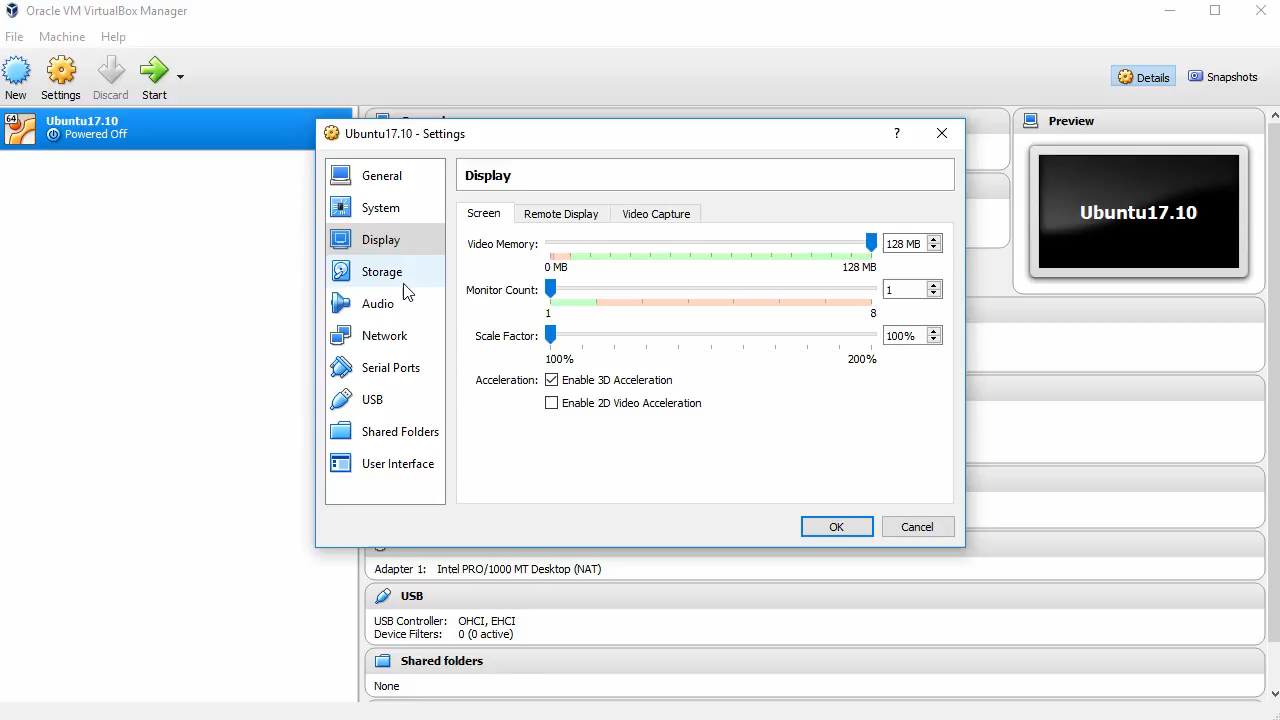 Oracle VM VirtualBox Manager
File Machine Help
New Settings Discard Start
Details Snapshots
64 Ubuntu17.10
Powered Off
Preview
Ubuntu17.10
Ubuntu17.10 - Settings
?
General
System
Display
Storage
Audio
Network
Serial Ports
USB
Shared Folders
User Interface
Display
Screen Remote Display Video Capture
Video Memory: 128 MB
0 MB 128 MB
Monitor Count: 1
1 8
Scale Factor: 100%
100% 200%
Acceleration: Enable 3D Acceleration
Enable 2D Video Acceleration
OK Cancel
Adapter 1: Intel PRO/1000 MT Desktop (NAT)
USB
USB Controller: OHCI, EHCI
Device Filters: 0 (0 active)
Shared folders
None